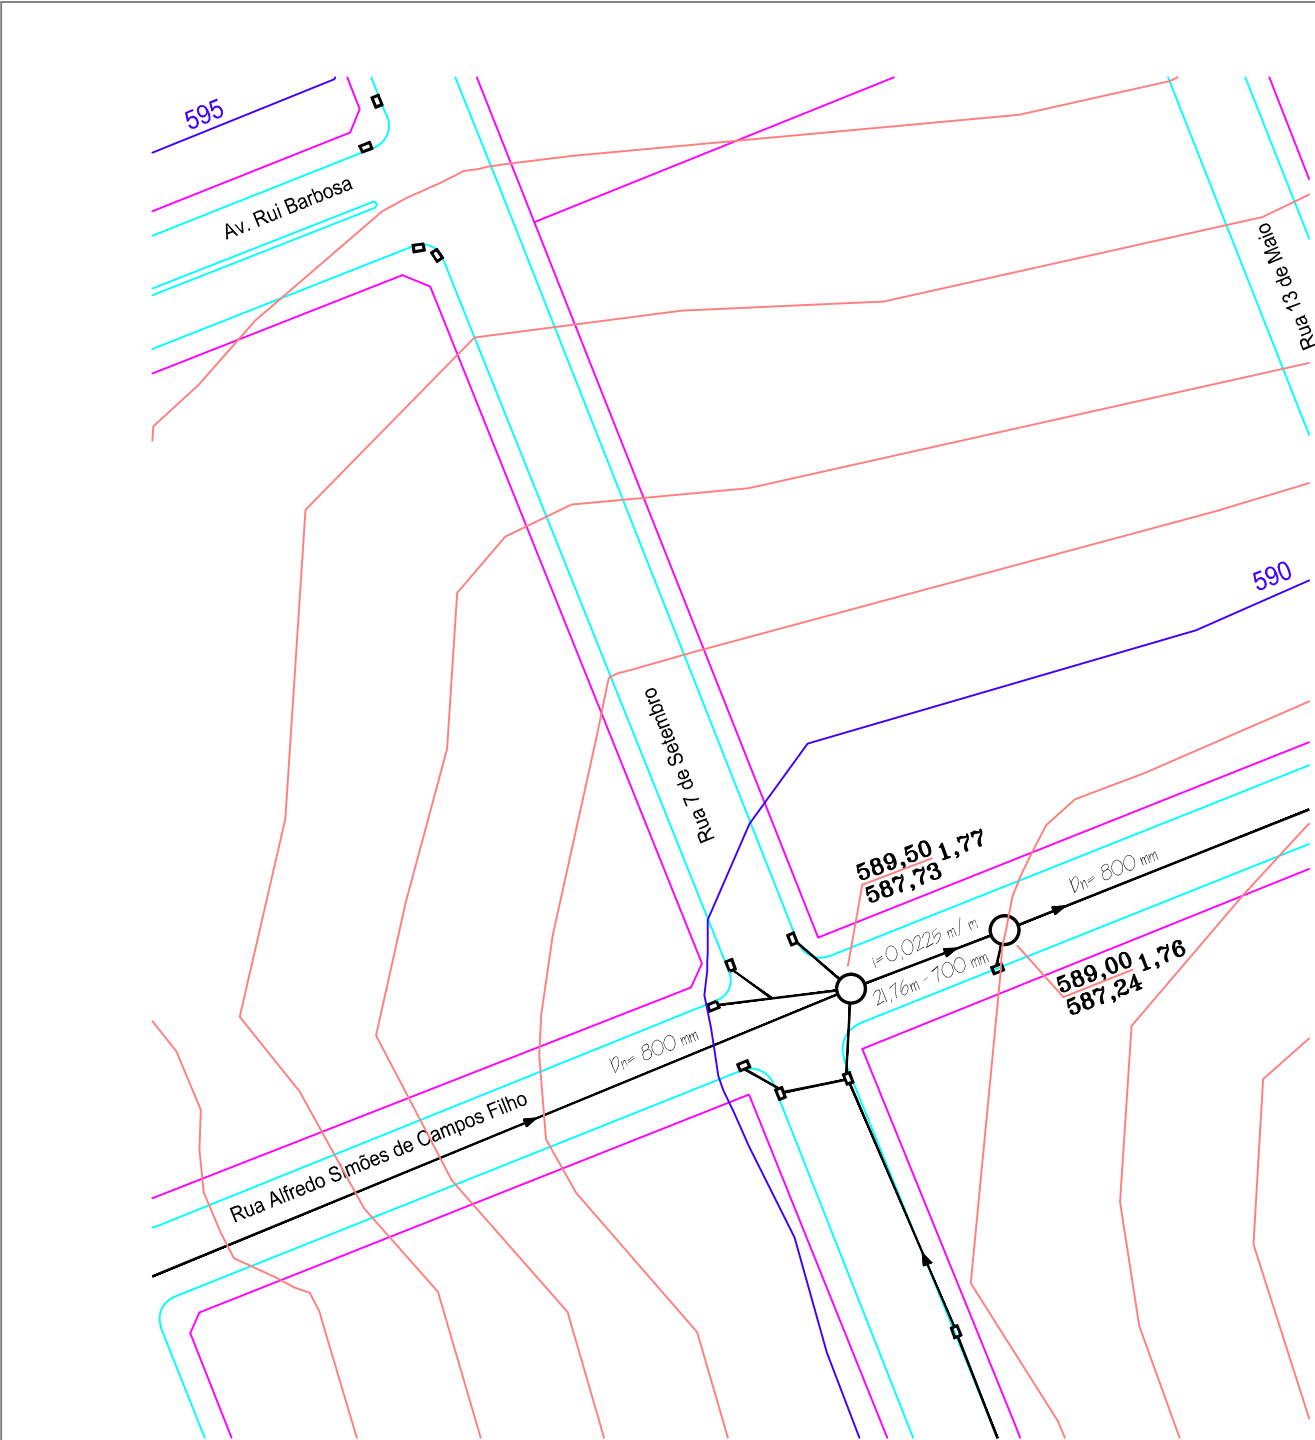 595
Av. Rui Barbosa
Rua 13 de Maio
590
Rua 7 de Setembro
589,50 1,77
587,73
Dn= 800 mm
i=0,0225 m/m
21,76m - 700 mm
589,00 1,76
587,24
Dn= 800 mm
Rua Alfredo Simões de Campos Filho